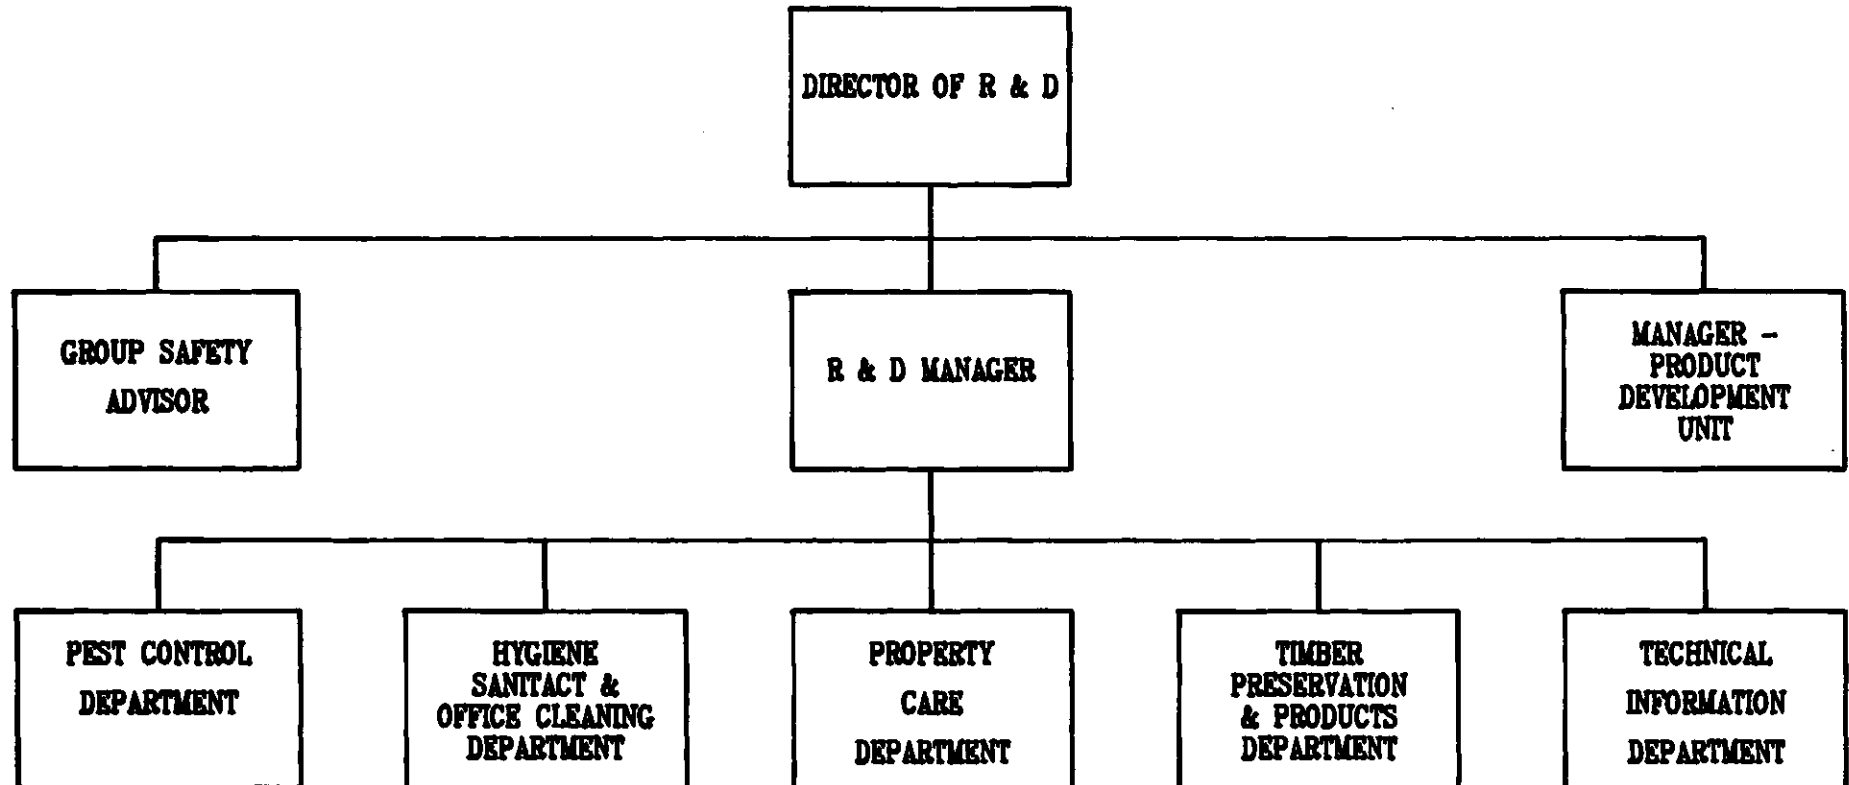 DIRECTOR OF R & D
GROUP SAFETY
ADVISOR
R & D MANAGER
MANAGER –
PRODUCT
DEVELOPMENT
UNIT
PEST CONTROL
DEPARTMENT
HYGIENE
SANITACT &
OFFICE CLEANING
DEPARTMENT
PROPERTY
CARE
DEPARTMENT
TIMBER
PRESERVATION
& PRODUCTS
DEPARTMENT
TECHNICAL
INFORMATION
DEPARTMENT